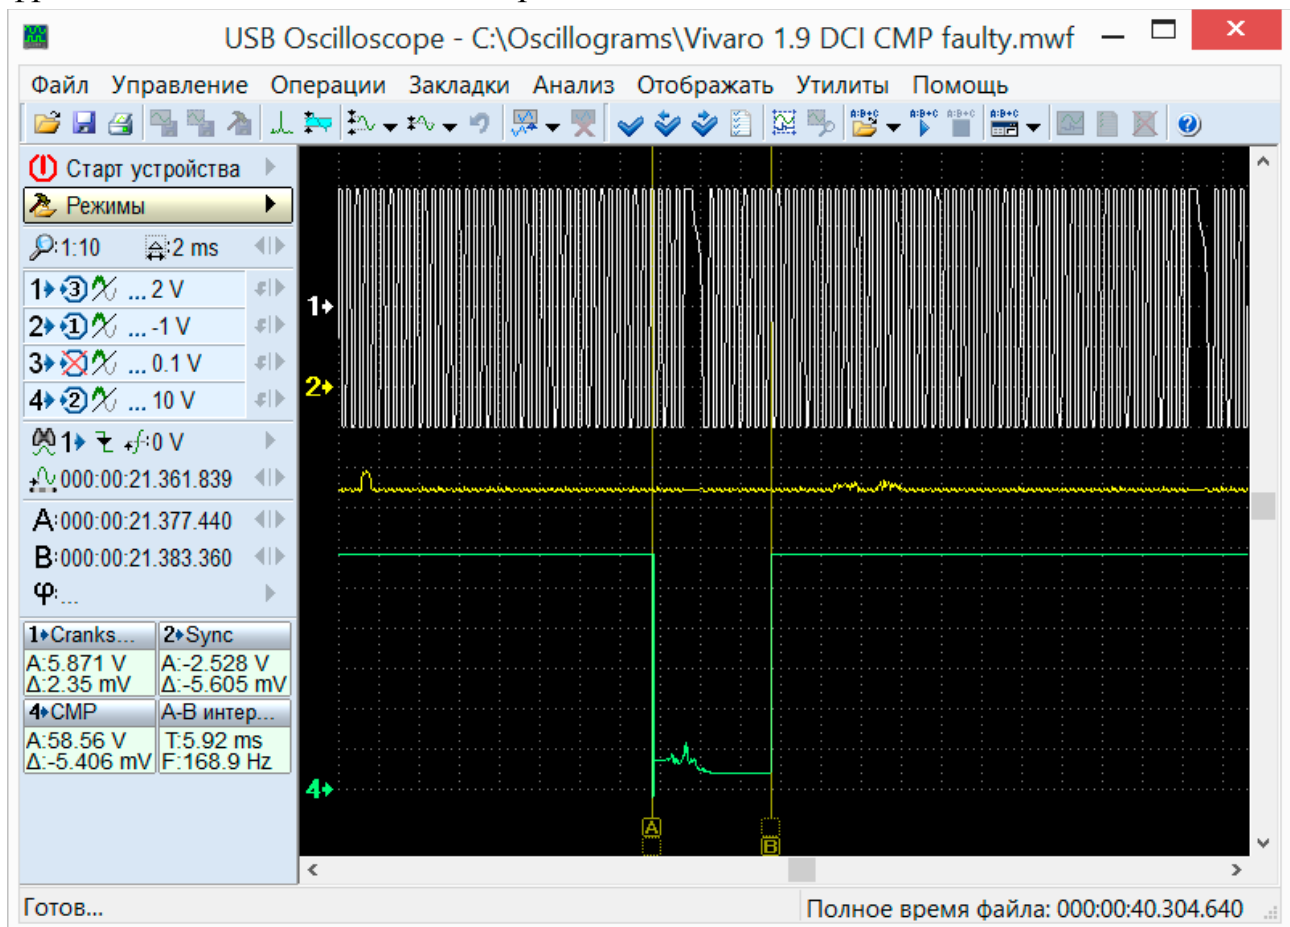 USB Oscilloscope - C:\Oscillograms\Vivaro 1.9 DCI CMP faulty.mwf
Файл Управление Операции Закладки Анализ Отображать Утилиты Помощь
A:B+C A:B+C A:B+C A:B+C
Старт устройства
Режимы
:1:10 :2 ms
1 3 ... 2 V
2 1 ... -1 V
3 ... 0.1 V
4 2 ... 10 V
1 :0 V
:000:00:21.361.839
A:000:00:21.377.440
B:000:00:21.383.360
φ:...
1 Cranks... 2 Sync
A:5.871 V A:-2.528 V
Δ:2.35 mV Δ:-5.605 mV
4 CMP A-B интер...
A:58.56 V T:5.92 ms
Δ:-5.406 mV F:168.9 Hz
1
2
4
A
B
Готов... Полное время файла: 000:00:40.304.640